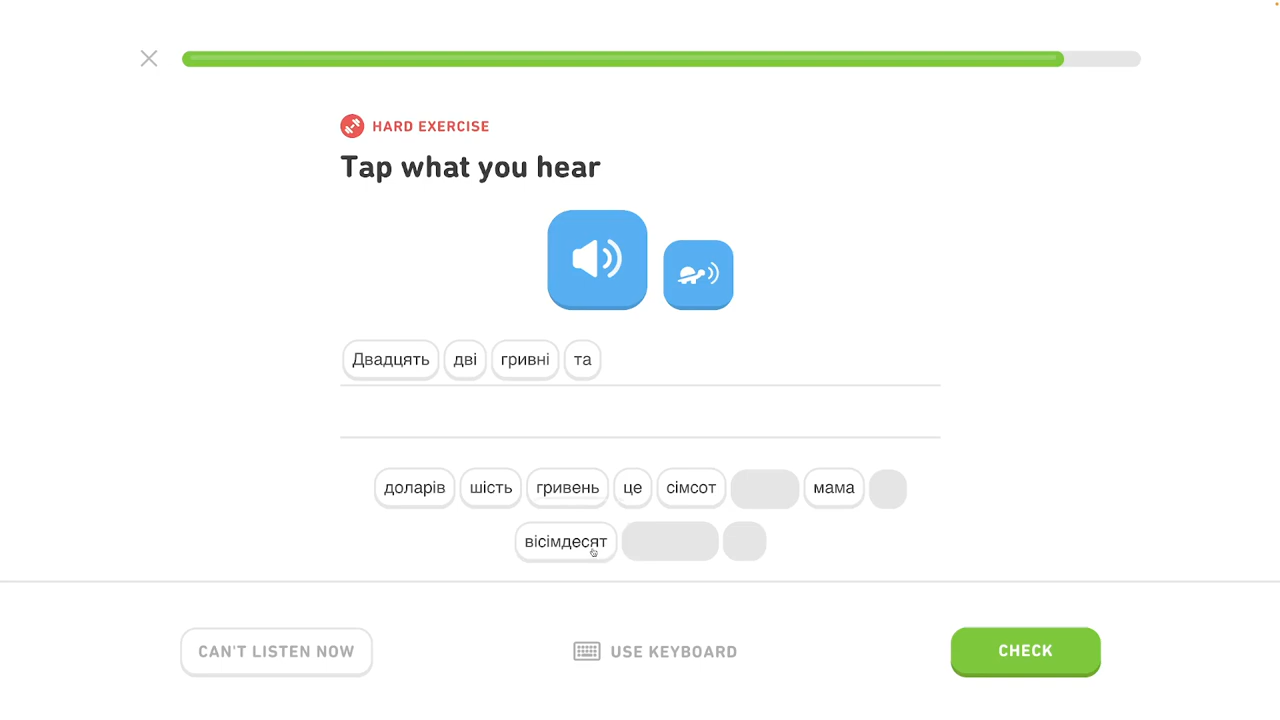 HARD EXERCISE
Tap what you hear
Двадцять дві гривні та
доларів шість гривень це сімсот мама
вісімдесят
CAN'T LISTEN NOW USE KEYBOARD CHECK